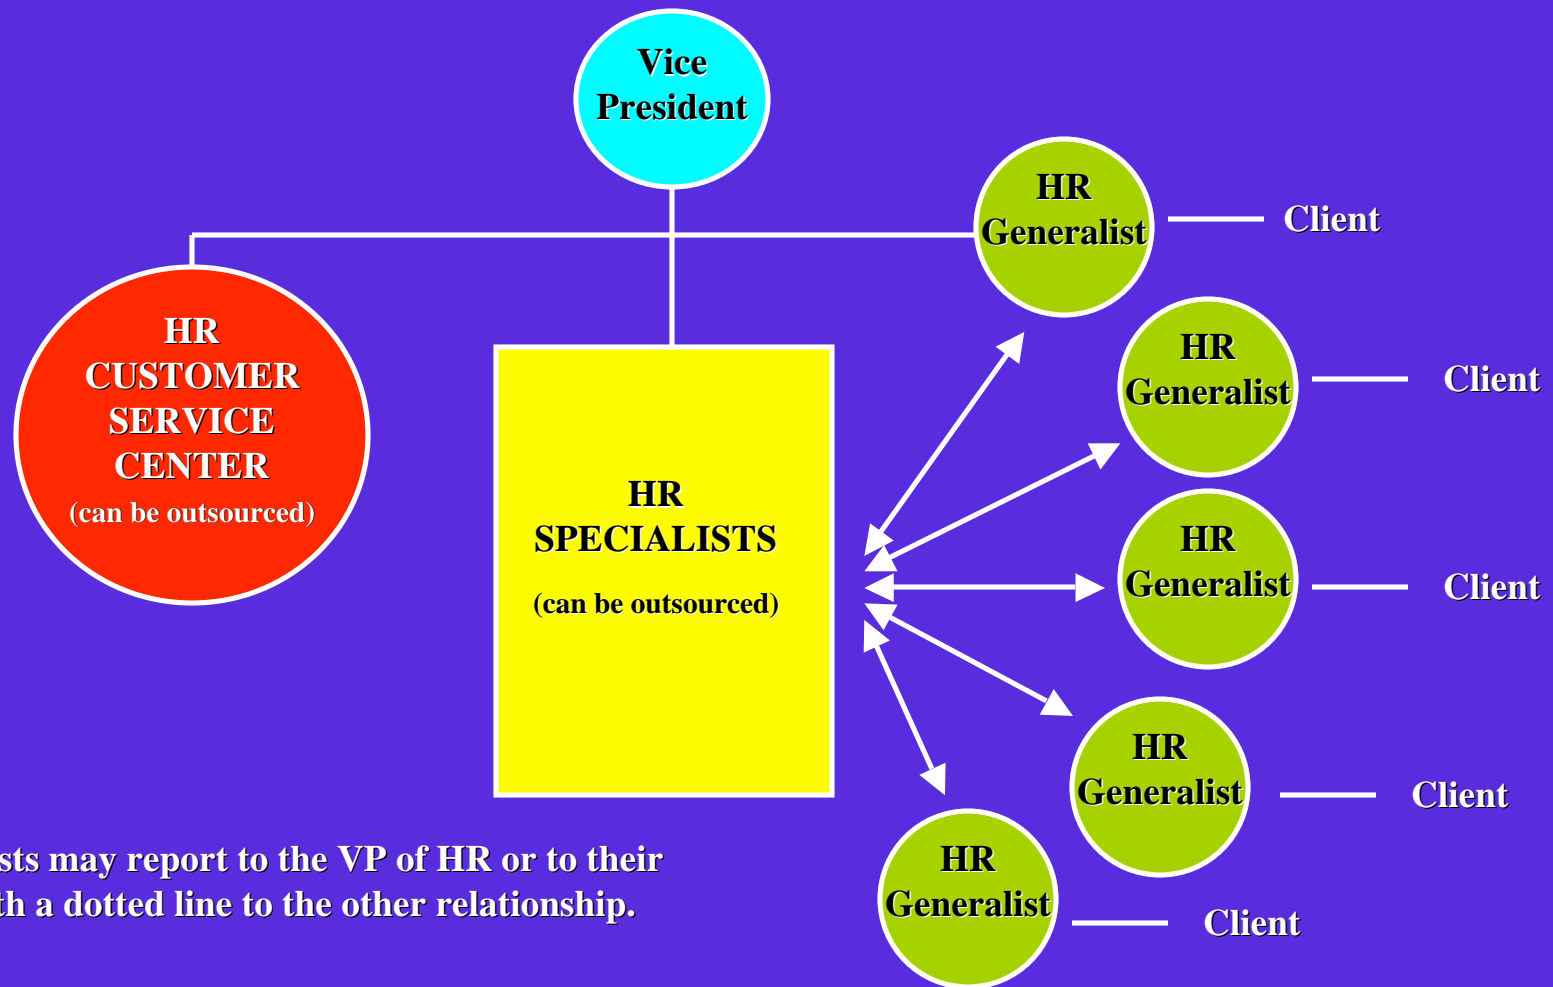 Vice
President
HR
Generalist
Client
HR
CUSTOMER
SERVICE
CENTER
(can be outsourced)
HR
SPECIALISTS
(can be outsourced)
HR
Generalist
Client
HR
Generalist
Client
HR
Generalist
Client
HR
Generalist
Client
may report to the VP of HR or to their
a dotted line to the other relationship.